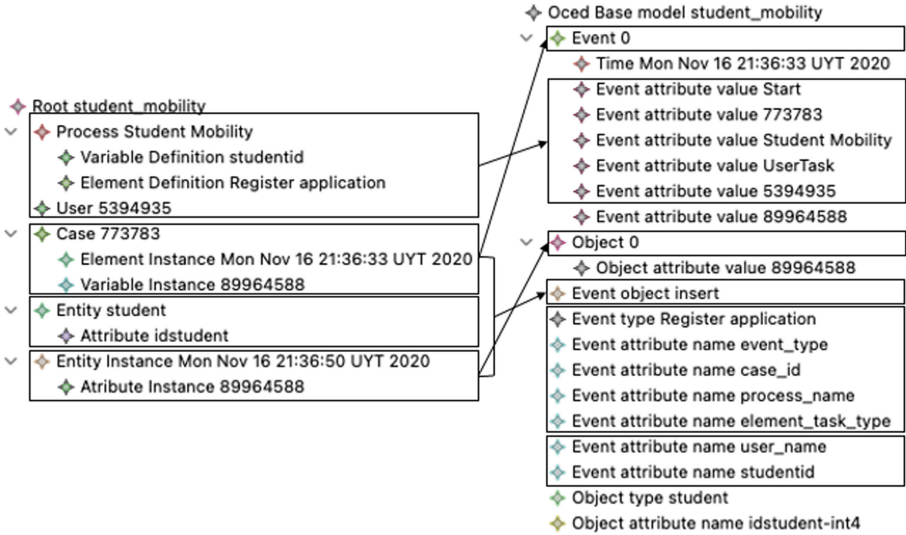 Root student_mobility
Process Student Mobility
Variable Definition studentid
Element Definition Register application
User 5394935
Case 773783
Element Instance Mon Nov 16 21:36:33 UYT 2020
Variable Instance 89964588
Entity student
Attribute idstudent
Entity Instance Mon Nov 16 21:36:50 UYT 2020
Atribute Instance 89964588
Oced Base model student_mobility
Event 0
Time Mon Nov 16 21:36:33 UYT 2020
Event attribute value Start
Event attribute value 773783
Event attribute value Student Mobility
Event attribute value UserTask
Event attribute value 5394935
Event attribute value 89964588
Object 0
Object attribute value 89964588
Event object insert
Event type Register application
Event attribute name event_type
Event attribute name case_id
Event attribute name process_name
Event attribute name element_task_type
Event attribute name user_name
Event attribute name studentid
Object type student
Object attribute name idstudent-int4